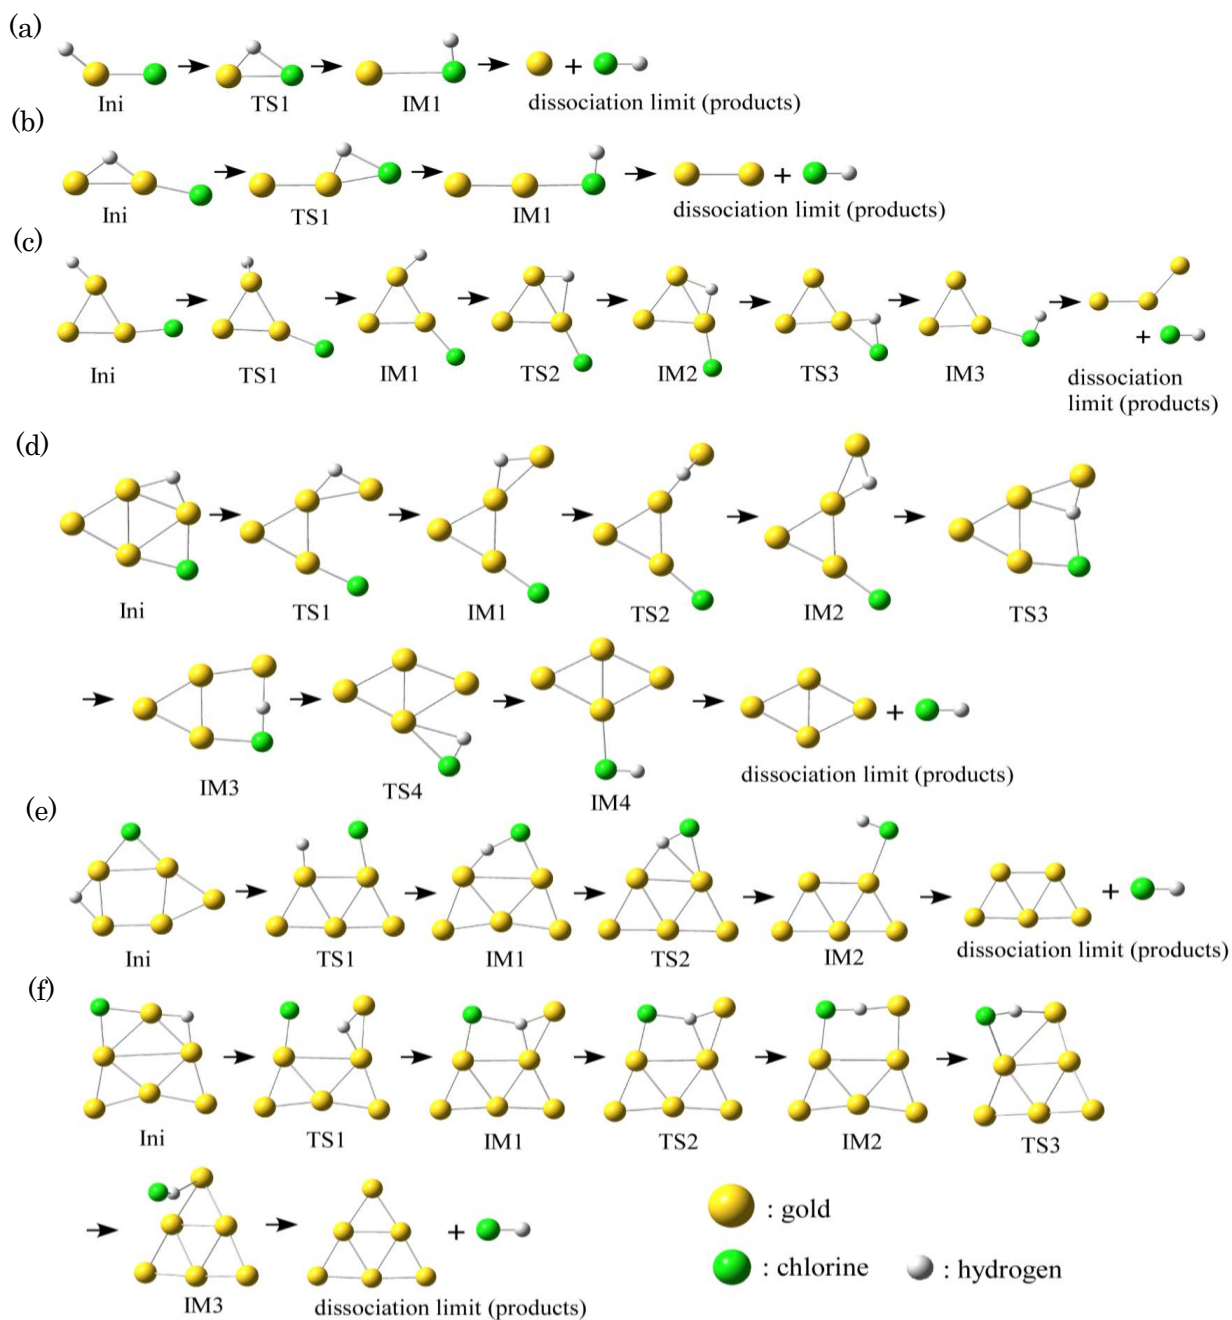 (a)
Ini TS1 IM1 dissociation limit (products)
+
(b)
Ini TS1 IM1 dissociation limit (products)
+
(c)
Ini TS1 IM1 TS2 IM2 TS3 IM3
+
dissociation
limit (products)
(d)
Ini TS1 IM1 TS2 IM2 TS3
+
IM3 TS4 IM4 dissociation limit (products)
(e)
+
Ini TS1 IM1 TS2 IM2 dissociation limit (products)
(f)
Ini TS1 IM1 TS2 IM2 TS3
+
IM3 dissociation limit (products)
: gold
: chlorine : hydrogen